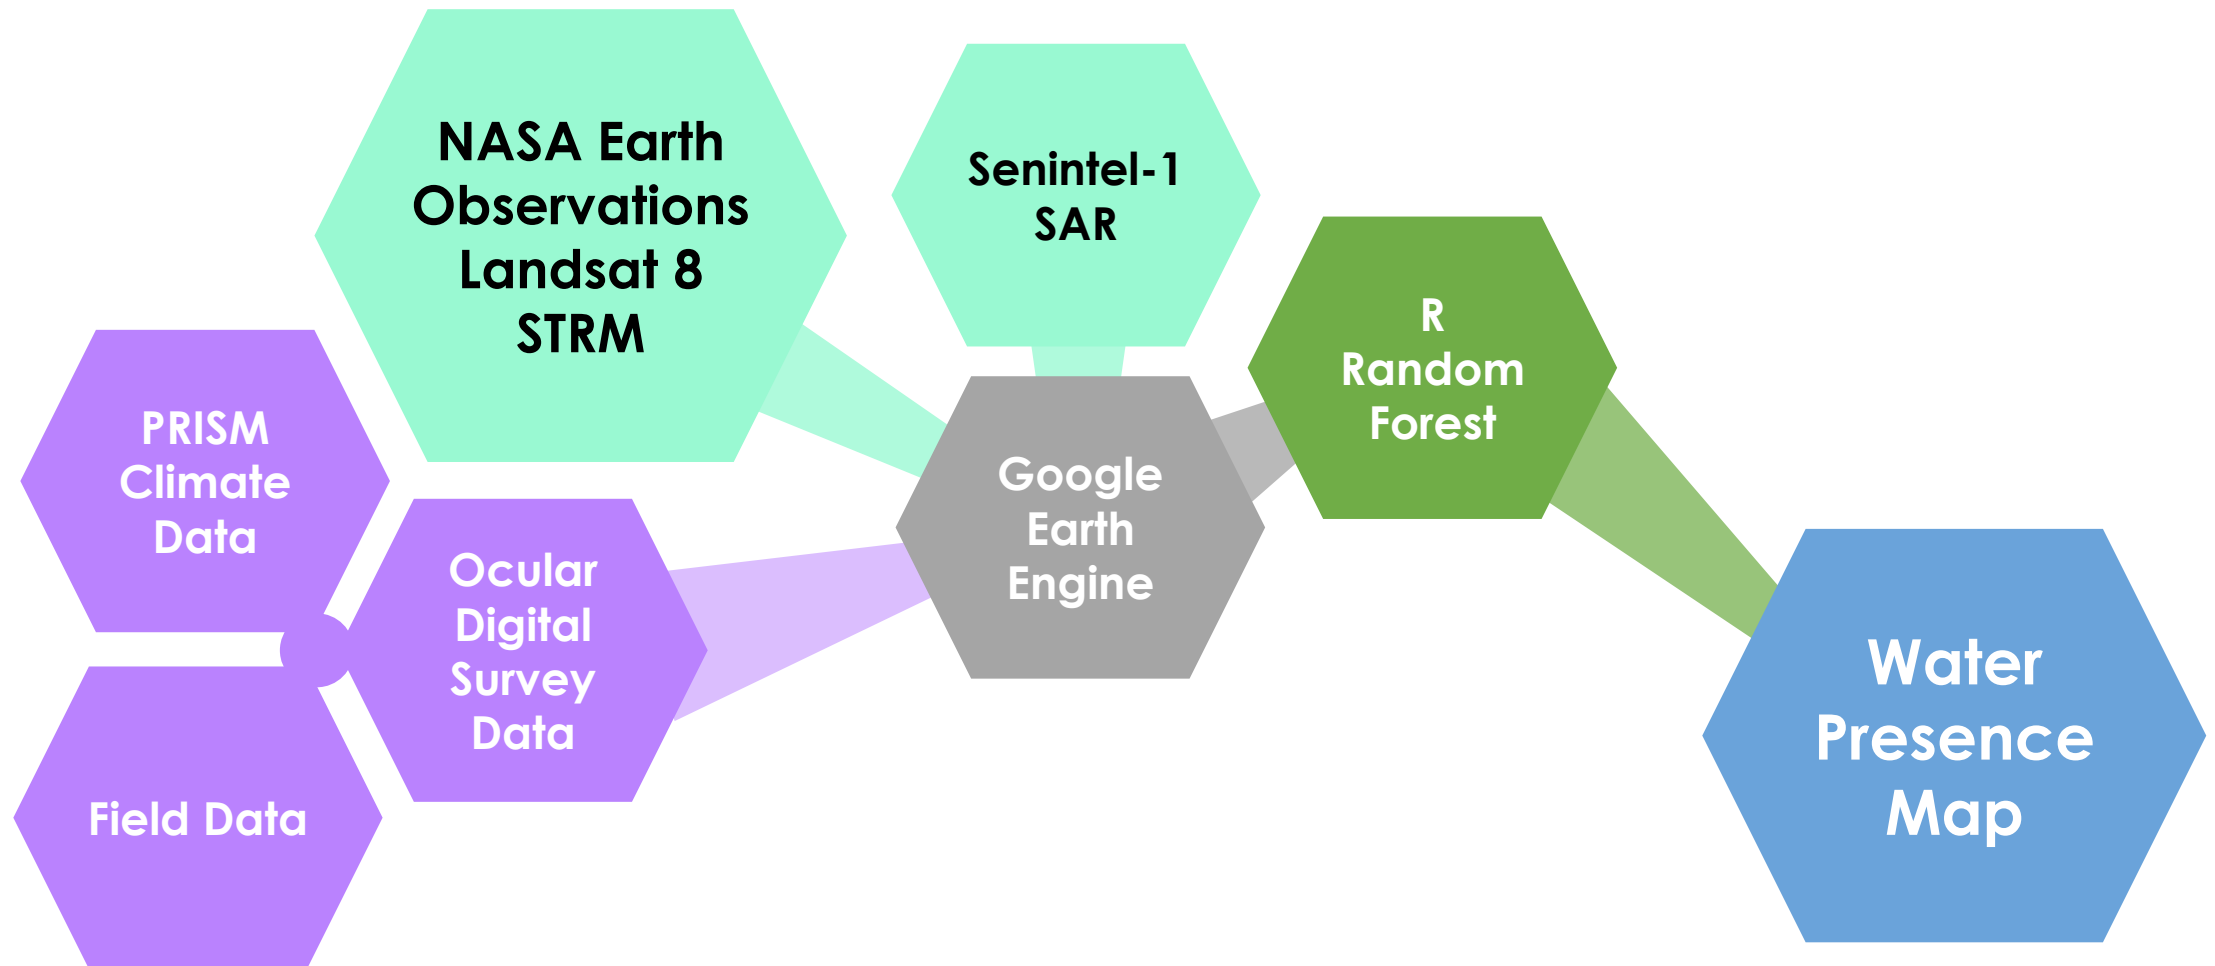 NASA Earth
Observations
Landsat 8
STRM
Senintel-1
SAR
R
Random
Forest
PRISM
Climate
Data
Google
Earth
Engine
Ocular
Digital
Survey
Data
Field Data
Water
Presence
Map